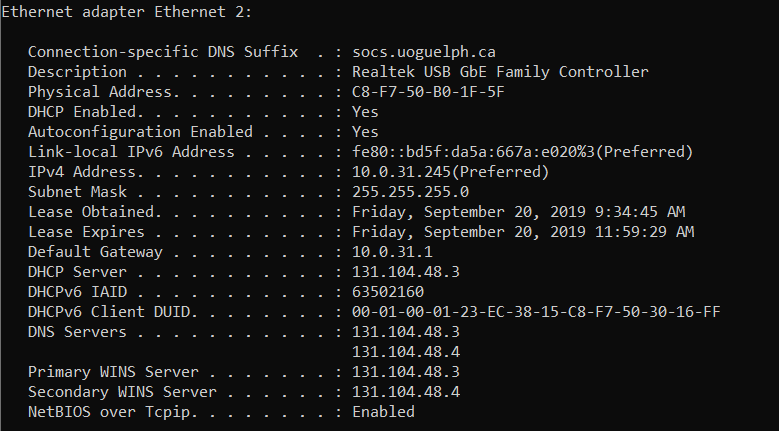 Ethernet adapter Ethernet 2:
Connection-specific DNS Suffix  . : socs.uoguelph.ca
Description . . . . . . . . . . . : Realtek USB GbE Family Controller
Physical Address. . . . . . . . . : C8-F7-50-B0-1F-5F
DHCP Enabled. . . . . . . . . . . : Yes
Autoconfiguration Enabled . . . . : Yes
Link-local IPv6 Address . . . . . : fe80::bd5f:da5a:667a:e020%3(Preferred)
IPv4 Address. . . . . . . . . . . : 10.0.31.245(Preferred)
Subnet Mask . . . . . . . . . . . : 255.255.255.0
Lease Obtained. . . . . . . . . . : Friday, September 20, 2019 9:34:45 AM
Lease Expires . . . . . . . . . . : Friday, September 20, 2019 11:59:29 AM
Default Gateway . . . . . . . . . : 10.0.31.1
DHCP Server . . . . . . . . . . . : 131.104.48.3
DHCPv6 IAID . . . . . . . . . . . : 63502160
DHCPv6 Client DUID. . . . . . . . : 00-01-00-01-23-EC-38-15-C8-F7-50-30-16-FF
DNS Servers . . . . . . . . . . . : 131.104.48.3
131.104.48.4
Primary WINS Server . . . . . . . : 131.104.48.3
Secondary WINS Server . . . . . . : 131.104.48.4
NetBIOS over Tcpip. . . . . . . . : Enabled